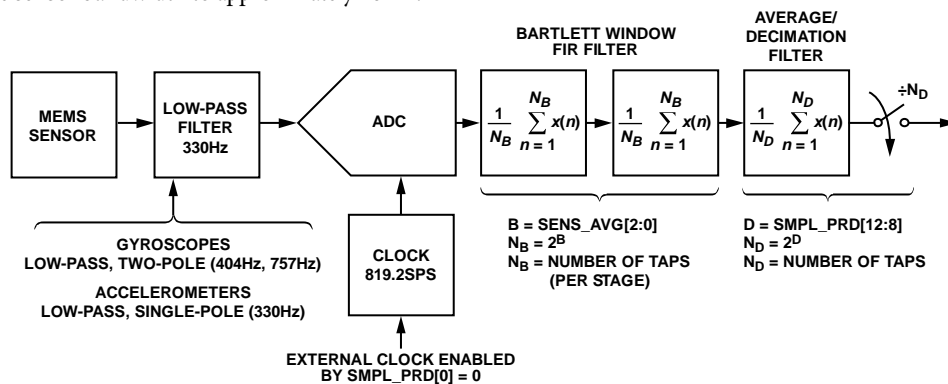 BARTLETT WINDOW
FIR FILTER
AVERAGE/
DECIMATION
FILTER
MEMS
SENSOR
LOW-PASS
FILTER
330Hz
ADC
1/N_B Σ x(n) N_B n = 1
1/N_B Σ x(n) N_B n = 1
1/N_D Σ x(n) N_D n = 1
÷N_D
GYROSCOPES
LOW-PASS, TWO-POLE (404Hz, 757Hz)
ACCELEROMETERS
LOW-PASS, SINGLE-POLE (330Hz)
CLOCK
819.2SPS
EXTERNAL CLOCK ENABLED
BY SMPL_PRD[0] = 0
B = SENS_AVG[2:0]
N_B = 2^B
N_B = NUMBER OF TAPS
(PER STAGE)
D = SMPL_PRD[12:8]
N_D = 2^D
N_D = NUMBER OF TAPS